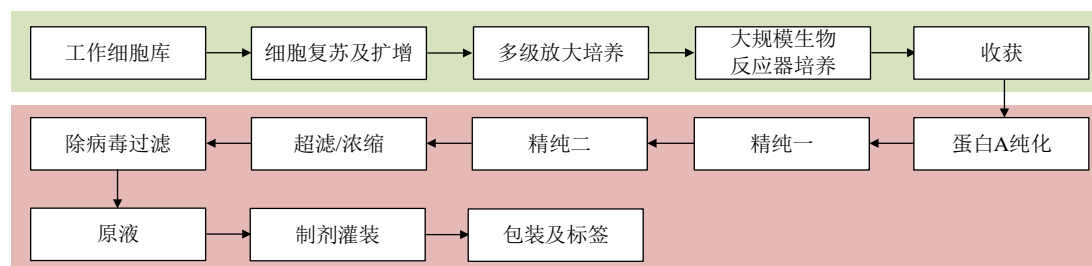 工作细胞库
细胞复苏及扩增
多级放大培养
大规模生物
反应器培养
收获
除病毒过滤
超滤/浓缩
精纯二
精纯一
蛋白A纯化
原液
制剂灌装
包装及标签